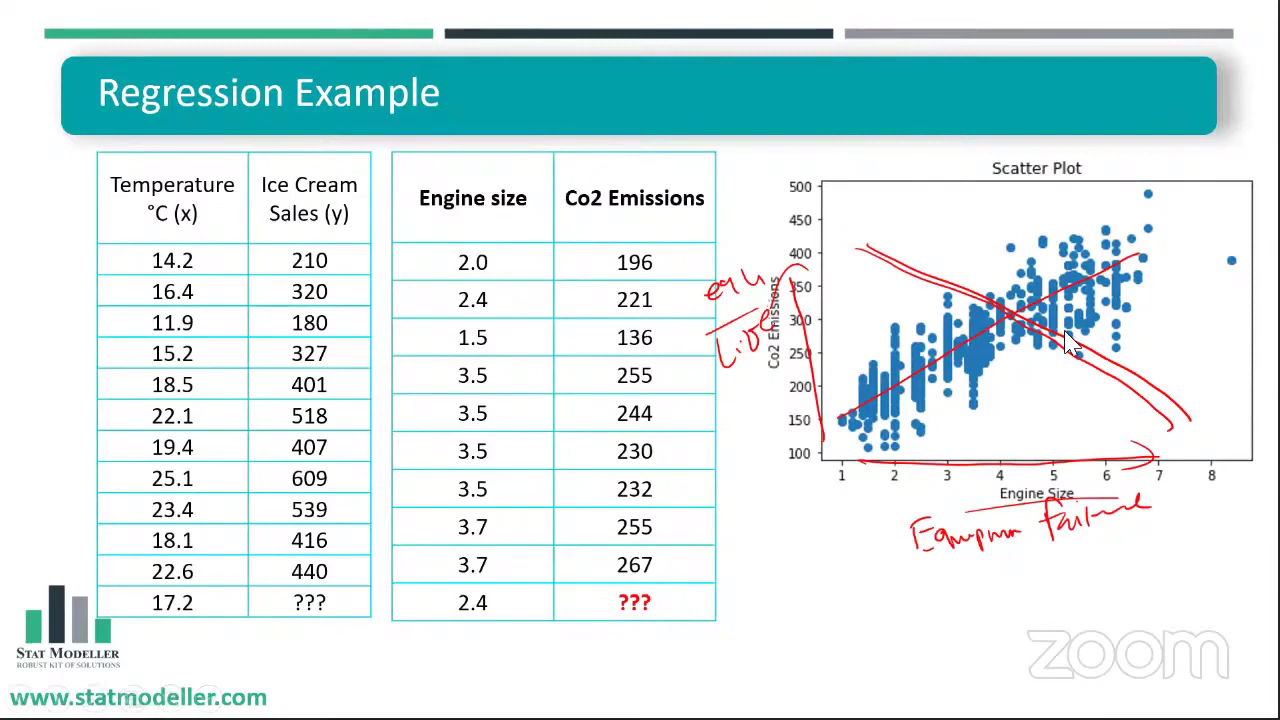 Regression Example
Temperature °C (x) Ice Cream Sales (y)
14.2 210
16.4 320
11.9 180
15.2 327
18.5 401
22.1 518
19.4 407
25.1 609
23.4 539
18.1 416
22.6 440
17.2 ???
Engine size Co2 Emissions
2.0 196
2.4 221
1.5 136
3.5 255
3.5 244
3.5 230
3.5 232
3.7 255
3.7 267
2.4 ???
Scatter Plot
500
450
400
350
300
250
200
150
100
Co2 Emissions
1 2 3 4 5 6 7 8
Engine Size
failure
STAT MODELLER
ROBUST KIT OF SOLUTIONS
www.statmodeller.com
zoom